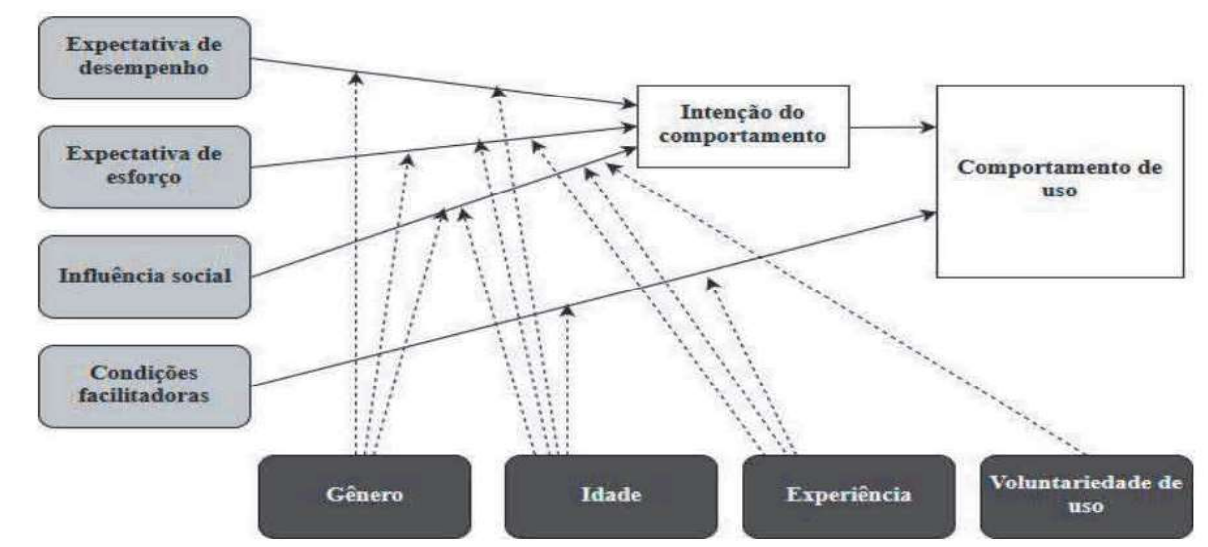 Expectativa de
desempenho
Expectativa de
esforço
Influência social
Condições
facilitadoras
Intenção do
comportamento
Comportamento de
uso
Gênero
Idade
Experiência
Voluntariedade de
uso